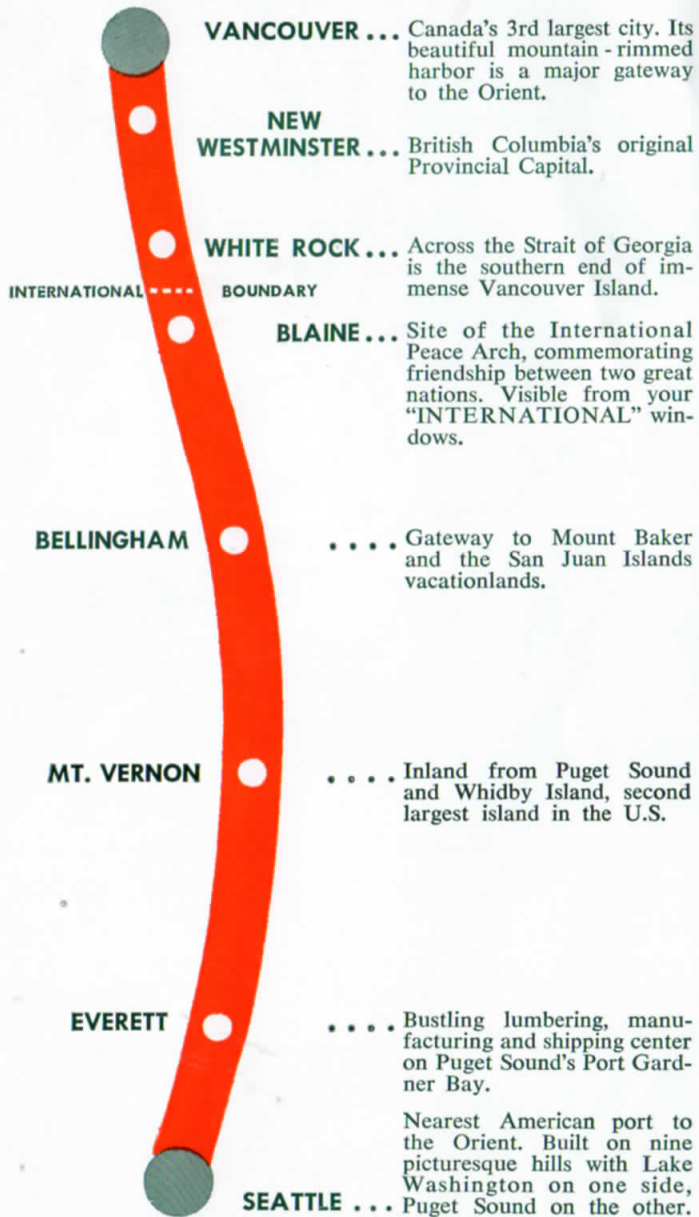 VANCOUVER ... Canada's 3rd largest city. Its
beautiful mountain - rimmed
harbor is a major gateway
to the Orient.
NEW
WESTMINSTER ... British Columbia's original
Provincial Capital.
WHITE ROCK ... Across the Strait of Georgia
is the southern end of im-
mense Vancouver Island.
INTERNATIONAL BOUNDARY
BLAINE ... Site of the International
Peace Arch, commemorating
friendship between two great
nations. Visible from your
"INTERNATIONAL" win-
dows.
BELLINGHAM .... Gateway to Mount Baker
and the San Juan Islands
vacationlands.
MT. VERNON .... Inland from Puget Sound
and Whidby Island, second
largest island in the U.S.
EVERETT .... Bustling lumbering, manu-
facturing and shipping center
on Puget Sound's Port Gard-
ner Bay.
Nearest American port to
the Orient. Built on nine
picturesque hills with Lake
Washington on one side,
SEATTLE ... Puget Sound on the other.